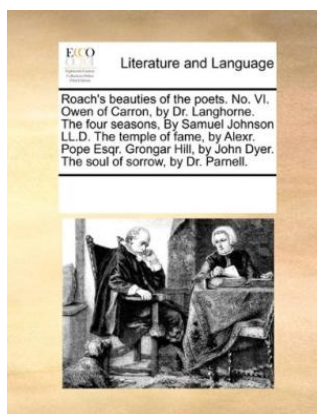 ECCO
Literature and Language
Roach's beauties of the poets. No. VI.
Owen of Carron, by Dr. Langhorne.
The four seasons, By Samuel Johnson
LL.D. The temple of fame, by Alexr.
Pope Esqr. Grongar Hill, by John Dyer.
The soul of sorrow, by Dr. Parnell.